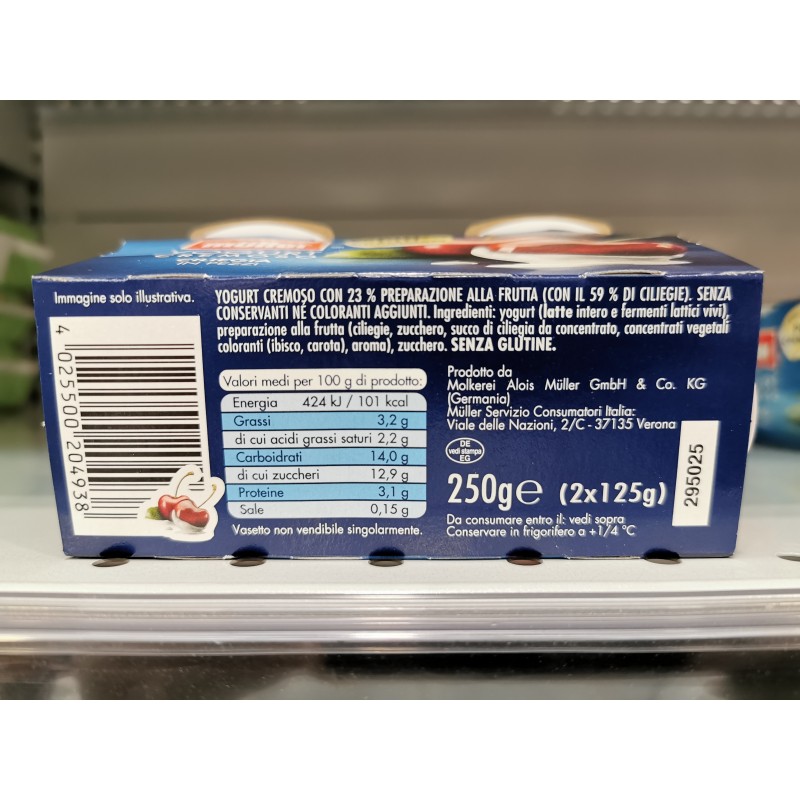 müller
Immagine solo illustrativa.
YOGURT CREMOSO CON 23 % PREPARAZIONE ALLA FRUTTA (CON IL 59 % DI CILIEGIE). SENZA
CONSERVANTI NÉ COLORANTI AGGIUNTI. Ingredienti: yogurt (latte intero e fermenti lattici vivi),
preparazione alla frutta (ciliegie, zucchero, succo di ciliegia da concentrato, concentrati vegetali
coloranti (ibisco, carota), aroma), zucchero. SENZA GLUTINE.
4 025500 204938
Valori medi per 100 g di prodotto:
Energia 424 kJ / 101 kcal
Grassi 3,2 g
di cui acidi grassi saturi 2,2 g
Carboidrati 14,0 g
di cui zuccheri 12,9 g
Proteine 3,1 g
Sale 0,15 g
Vasetto non vendibile singolarmente.
Prodotto da
Molkerei Alois Müller GmbH & Co. KG
(Germania)
Müller Servizio Consumatori Italia:
Viale delle Nazioni, 2/C - 37135 Verona
DE
vedi stampa
EG
250g℮ (2x125g)
Da consumare entro il: vedi sopra
Conservare in frigorifero a +1/4 °C
295025